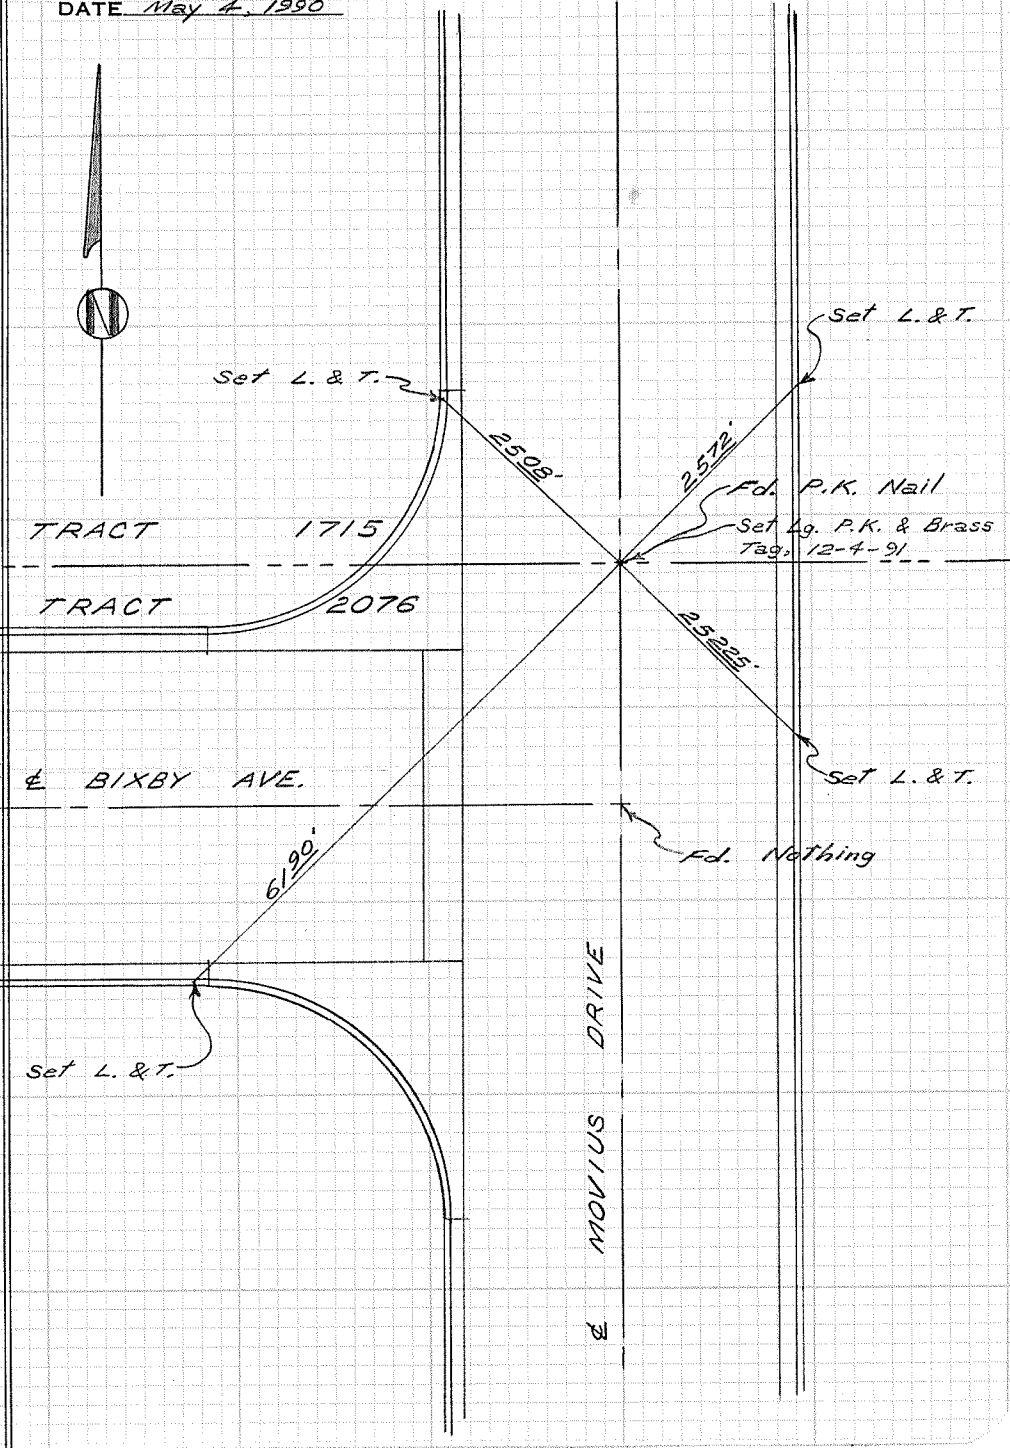 DATE May 4, 1990
N
Set L. & T.
Set L. & T.
25.08'
25.72'
Fd. P.K. Nail
Set Lg. P.K. & Brass
Tag, 12-4-91
TRACT 1715
TRACT 2076
25.225'
℄ BIXBY AVE.
Set L. & T.
Fd. Nothing
61.90'
Set L. & T.
℄ MOVIUS DRIVE